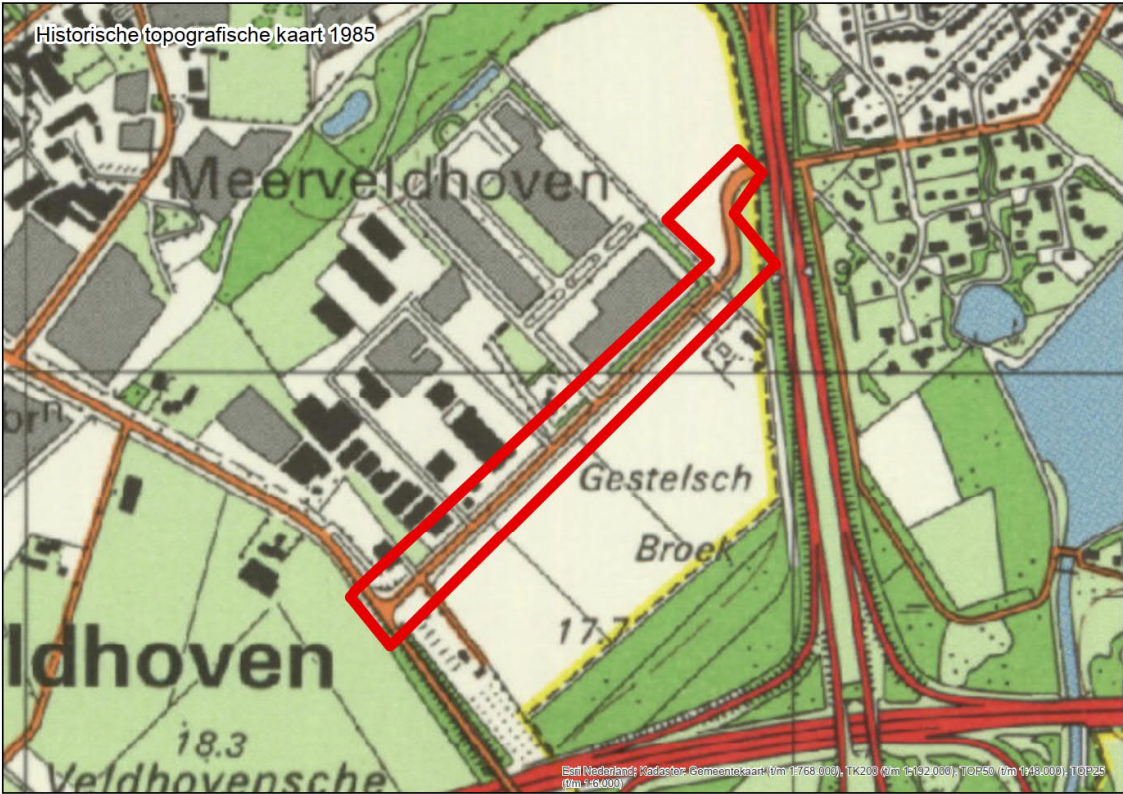 Historische topografische kaart 1985
Meerveldhoven
9
orn
Gestelsch
Broek
17.7
ldhoven
18.3
Veldhovensche
Esri Nederland; Kadaster: Gemeentekaart (t/m 1:768.000), TK200 (t/m 1:192.000), TOP50 (t/m 1:48.000), TOP25
(t/m 1:6.000)